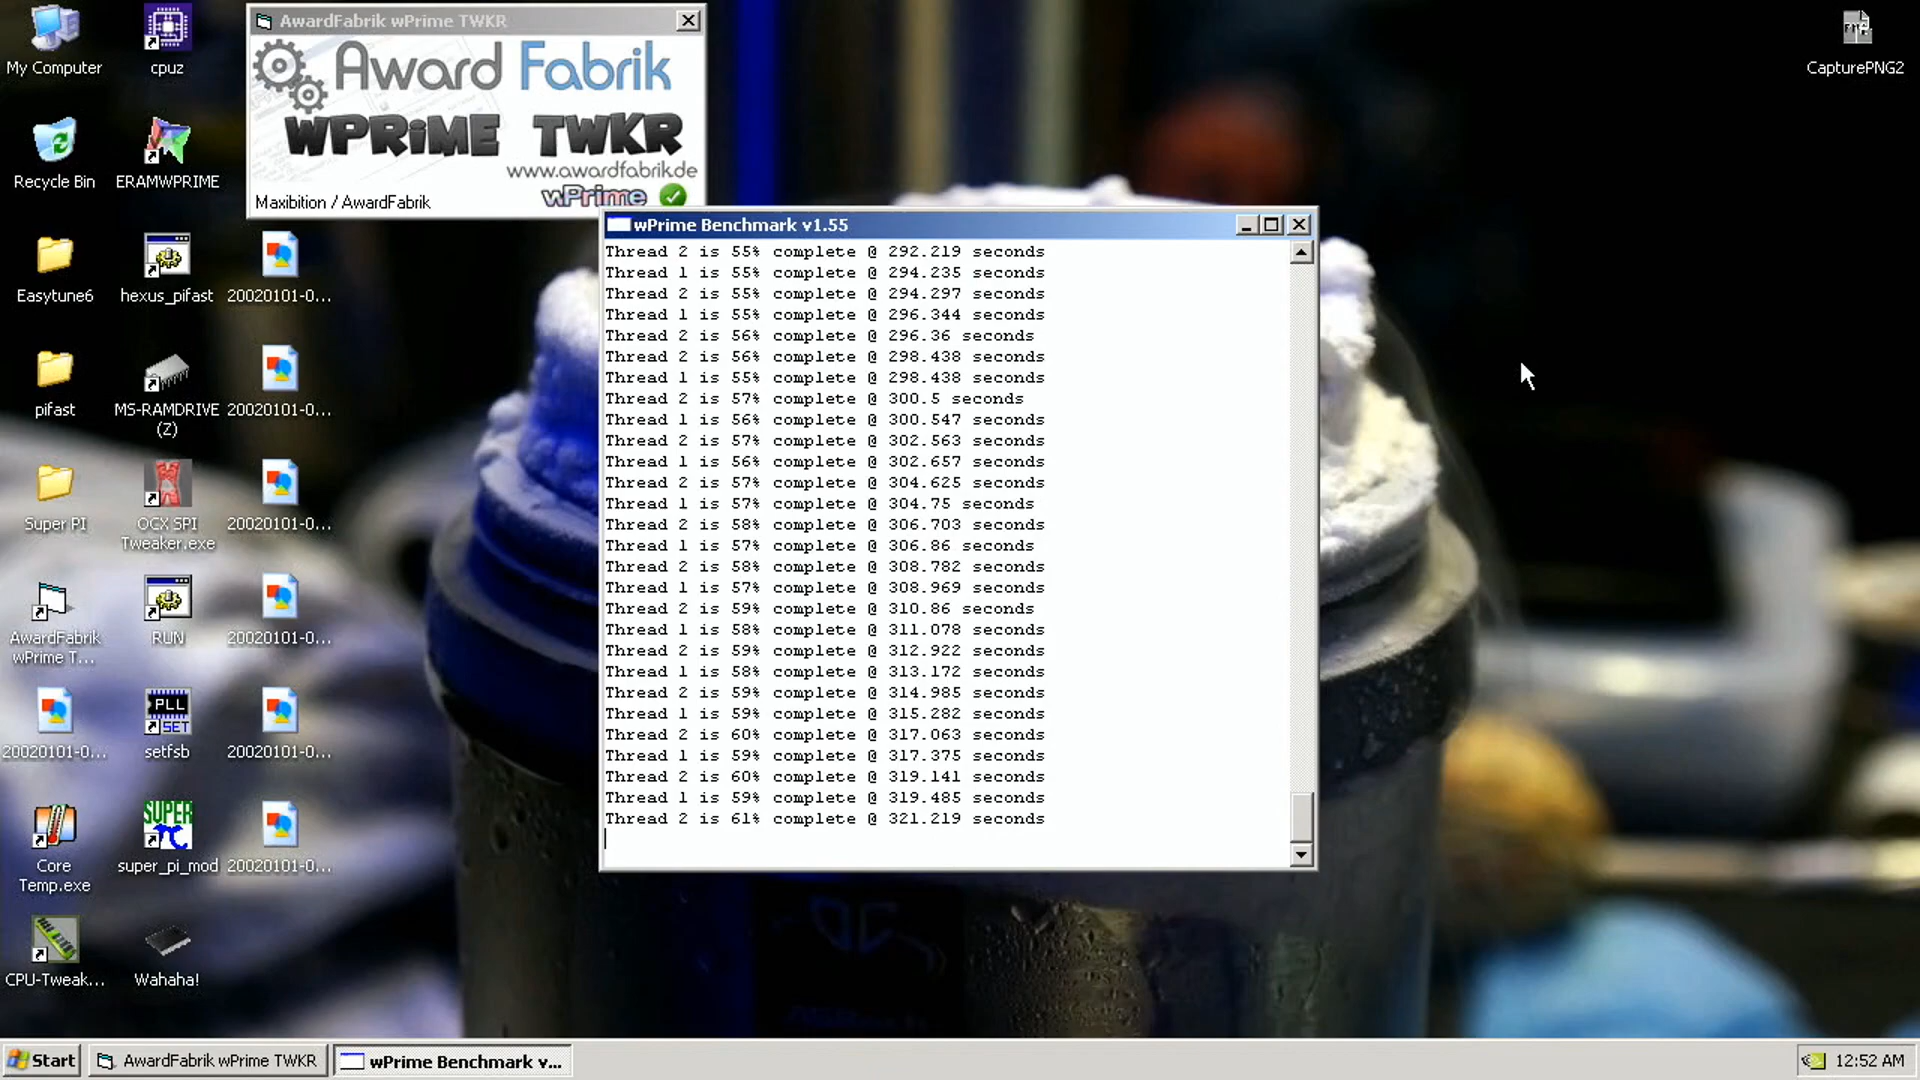 My Computer
cpuz
Recycle Bin
ERAMWPRIME
Easytune6
hexus_pifast
20020101-0...
pifast
MS-RAMDRIVE
(Z)
20020101-0...
Super PI
OCX SPI
Tweaker.exe
20020101-0...
AwardFabrik
wPrime T...
RUN
20020101-0...
20020101-0...
PLL
SET
setfsb
20020101-0...
Core
Temp.exe
SUPER
π
super_pi_mod
20020101-0...
CPU-Tweak...
Wahaha!
CapturePNG2
AwardFabrik wPrime TWKR
Award Fabrik
WPRiME TWKR
www.awardfabrik.de
wPrime
Maxibition / AwardFabrik
wPrime Benchmark v1.55
Thread 2 is 55% complete @ 292.219 seconds
Thread 1 is 55% complete @ 294.235 seconds
Thread 2 is 55% complete @ 294.297 seconds
Thread 1 is 55% complete @ 296.344 seconds
Thread 2 is 56% complete @ 296.36 seconds
Thread 2 is 56% complete @ 298.438 seconds
Thread 1 is 55% complete @ 298.438 seconds
Thread 2 is 57% complete @ 300.5 seconds
Thread 1 is 56% complete @ 300.547 seconds
Thread 2 is 57% complete @ 302.563 seconds
Thread 1 is 56% complete @ 302.657 seconds
Thread 2 is 57% complete @ 304.625 seconds
Thread 1 is 57% complete @ 304.75 seconds
Thread 2 is 58% complete @ 306.703 seconds
Thread 1 is 57% complete @ 306.86 seconds
Thread 2 is 58% complete @ 308.782 seconds
Thread 1 is 57% complete @ 308.969 seconds
Thread 2 is 59% complete @ 310.86 seconds
Thread 1 is 58% complete @ 311.078 seconds
Thread 2 is 59% complete @ 312.922 seconds
Thread 1 is 58% complete @ 313.172 seconds
Thread 2 is 59% complete @ 314.985 seconds
Thread 1 is 59% complete @ 315.282 seconds
Thread 2 is 60% complete @ 317.063 seconds
Thread 1 is 59% complete @ 317.375 seconds
Thread 2 is 60% complete @ 319.141 seconds
Thread 1 is 59% complete @ 319.485 seconds
Thread 2 is 61% complete @ 321.219 seconds
Start
AwardFabrik wPrime TWKR
wPrime Benchmark v...
12:52 AM